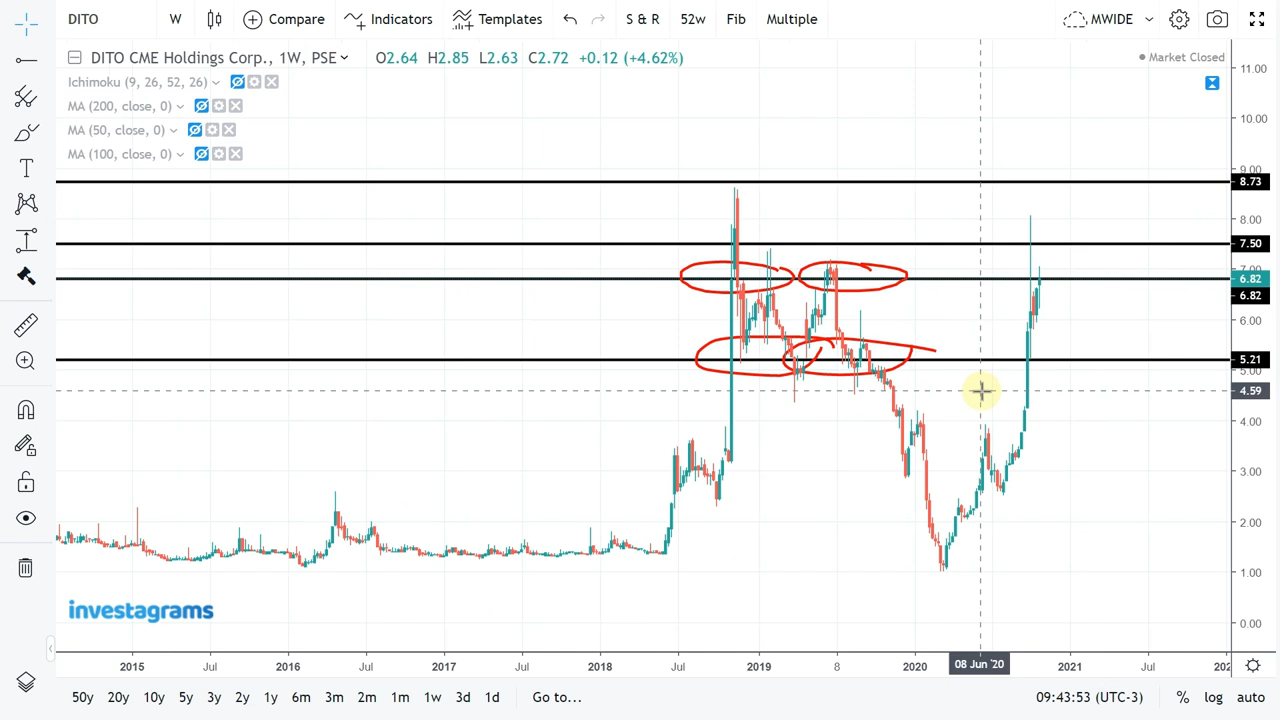 DITO W Compare Indicators Templates S & R 52w Fib Multiple MWIDE
DITO CME Holdings Corp., 1W, PSE O2.64 H2.85 L2.63 C2.72 +0.12 (+4.62%) Market Closed
Ichimoku (9, 26, 52, 26)
MA (200, close, 0)
MA (50, close, 0)
MA (100, close, 0)
11.00
10.00
9.00
8.73
8.00
7.50
7.00
6.82
6.82
6.00
5.21
5.00
4.59
4.00
3.00
2.00
1.00
0.00
investagrams
2015 Jul 2016 Jul 2017 Jul 2018 Jul 2019 8 2020 08 Jun '20 2021 Jul 202
50y 20y 10y 5y 3y 2y 1y 6m 3m 2m 1m 1w 3d 1d Go to... 09:43:53 (UTC-3) % log auto